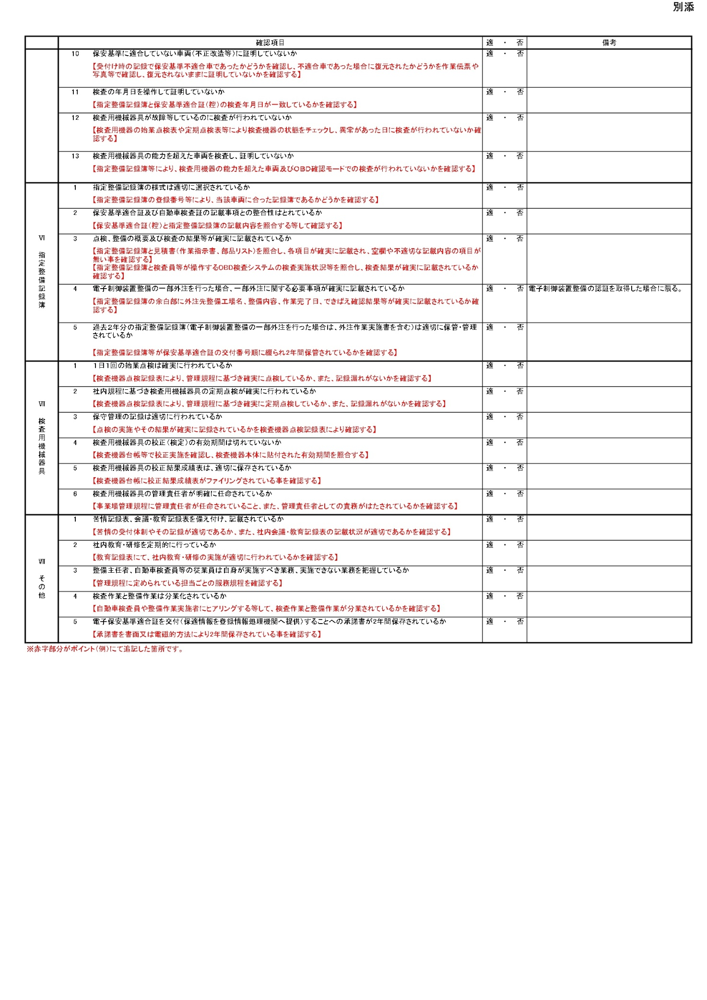 別添
確認項目 適 ・ 否 備考
10 保安基準に適合していない車両(不正改造等)に証明していないか 適 ・ 否
【受付け時の記録で保安基準不適合車であったかどうかを確認し、不適合車であった場合に復元されたかどうかを作業伝票や
写真等で確認し、復元されないままに証明していないかを確認する】
11 検査の年月日を操作して証明していないか 適 ・ 否
【指定整備記録簿と保安基準適合証(控)の検査年月日が一致しているかを確認する】
12 検査用機械器具が故障等しているのに検査が行われていないか 適 ・ 否
【検査用機器の始業点検表や定期点検表等により検査機器の状態をチェックし、異常があった日に検査が行われていないか確
認する】
13 検査用機械器具の能力を超えた車両を検査し、証明していないか 適 ・ 否
【指定整備記録簿等により、検査用機器の能力を超えた車両及びOBD確認モードでの検査が行われていないかを確認する】
Ⅵ 指定整備記録簿
1 指定整備記録簿の様式は適切に選択されているか 適 ・ 否
【指定整備記録簿の登録番号等により、当該車両に合った記録簿であるかどうかを確認する】
2 保安基準適合証及び自動車検査証の記載事項との整合性はとれているか 適 ・ 否
【保安基準適合証(控)と指定整備記録簿の記載内容を照合する等して確認する】
3 点検、整備の概要及び検査の結果等が確実に記載されているか 適 ・ 否
【指定整備記録簿と見積書(作業指示書、部品リスト)を照合し、各項目が確実に記載され、空欄や不適切な記載内容の項目が
無い事を確認する】
【指定整備記録簿と検査員等が操作するOBD検査システムの検査実施状況等を照合し、検査結果が確実に記載されているか
確認する】
4 電子制御装置整備の一部外注を行った場合、一部外注に関する必要事項が確実に記載されているか 適 ・ 否 電子制御装置整備の認証を取得した場合に限る。
【指定整備記録簿の余白部に外注先整備工場名、整備内容、作業完了日、できばえ確認結果等が確実に記載されているか確
認する】
5 過去2年分の指定整備記録簿(電子制御装置整備の一部外注を行った場合は、外注作業実施書を含む)は適切に保管・管理 適 ・ 否
されているか
【指定整備記録簿等が保安基準適合証の交付番号順に綴られ2年間保管されているかを確認する】
Ⅶ 検査用機械器具
1 1日1回の始業点検は確実に行われているか 適 ・ 否
【検査機器点検記録表により、管理規程に基づき確実に点検しているか、また、記録漏れがないかを確認する】
2 社内規程に基づき検査用機械器具の定期点検が確実に行われているか 適 ・ 否
【検査機器点検記録表により、管理規程に基づき確実に定期点検しているか、また、記録漏れがないかを確認する】
3 保守管理の記録は適切に行われているか 適 ・ 否
【点検の実施やその結果が確実に記録されているかを検査機器点検記録表により確認する】
4 検査用機械器具の校正(検定)の有効期間は切れていないか 適 ・ 否
【検査機器台帳等で校正実施を確認し、検査機器本体に貼付された有効期間を照合する】
5 検査用機械器具の校正結果成績表は、適切に保存されているか 適 ・ 否
【検査機器台帳に校正結果成績表がファイリングされている事を確認する】
6 検査用機械器具の管理責任者が明確に任命されているか 適 ・ 否
【事業場管理規程に管理責任者が任命されていること、また、管理責任者としての責務がはたされているかを確認する】
Ⅷ その他
1 苦情記録表、会議・教育記録表を備え付け、記載されているか 適 ・ 否
【苦情の受付体制やその記録が適切であるか、また、社内会議・教育記録表の記載状況が適切であるかを確認する】
2 社内教育・研修を定期的に行っているか 適 ・ 否
【教育記録表にて、社内教育・研修の実施が適切に行われているかを確認する】
3 整備主任者、自動車検査員等の従業員は自身が実施すべき業務、実施できない業務を把握しているか 適 ・ 否
【管理規程に定められている担当ごとの服務規程を確認する】
4 検査作業と整備作業は分業化されているか 適 ・ 否
【自動車検査員や整備作業実施者にヒアリングする等して、検査作業と整備作業が分業されているかを確認する】
5 電子保安基準適合証を交付(保適情報を登録情報処理機関へ提供)することへの承諾書が2年間保存されているか 適 ・ 否
【承諾書を書面又は電磁的方法により2年間保存されている事を確認する】
※赤字部分がポイント(例)にて追記した箇所です。